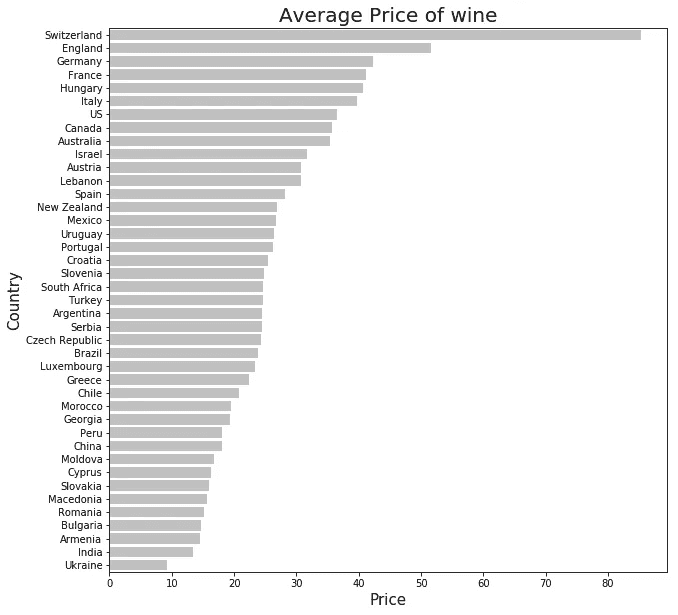 Average Price of wine
Country
Switzerland
England
Germany
France
Hungary
Italy
US
Canada
Australia
Israel
Austria
Lebanon
Spain
New Zealand
Mexico
Uruguay
Portugal
Croatia
Slovenia
South Africa
Turkey
Argentina
Serbia
Czech Republic
Brazil
Luxembourg
Greece
Chile
Morocco
Georgia
Peru
China
Moldova
Cyprus
Slovakia
Macedonia
Romania
Bulgaria
Armenia
India
Ukraine
0 10 20 30 40 50 60 70 80
Price